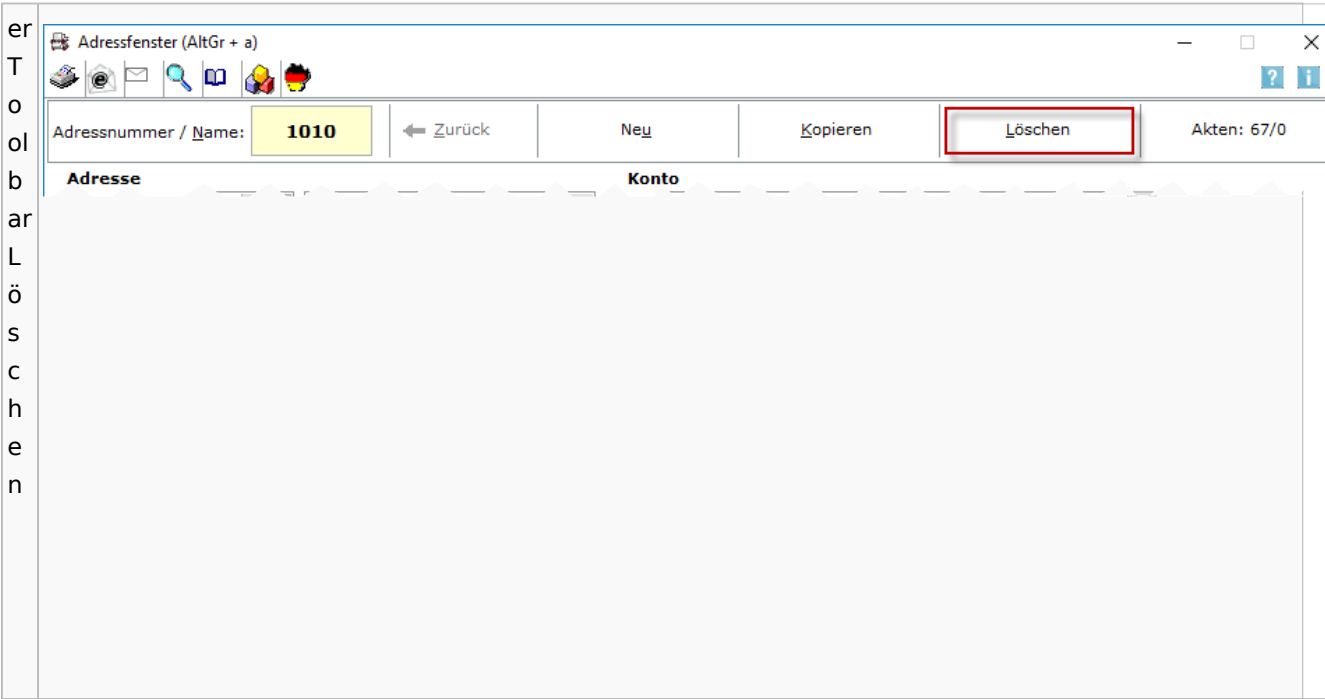 er
T
o
ol
b
ar
L
ö
s
c
h
e
n
Adressfenster (AltGr + a)
Adressnummer / Name: 1010 Zurück Neu Kopieren Löschen Akten: 67/0
Adresse Konto